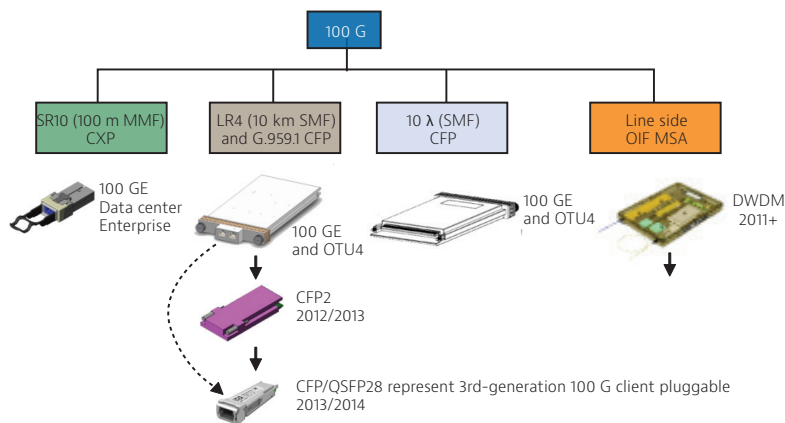 100 G
SR10 (100 m MMF)
CXP
LR4 (10 km SMF)
and G.959.1 CFP
10 λ (SMF)
CFP
Line side
OIF MSA
100 GE
Data center
Enterprise
100 GE
and OTU4
100 GE
and OTU4
DWDM
2011+
CFP2
2012/2013
CFP/QSFP28 represent 3rd-generation 100 G client pluggable
2013/2014